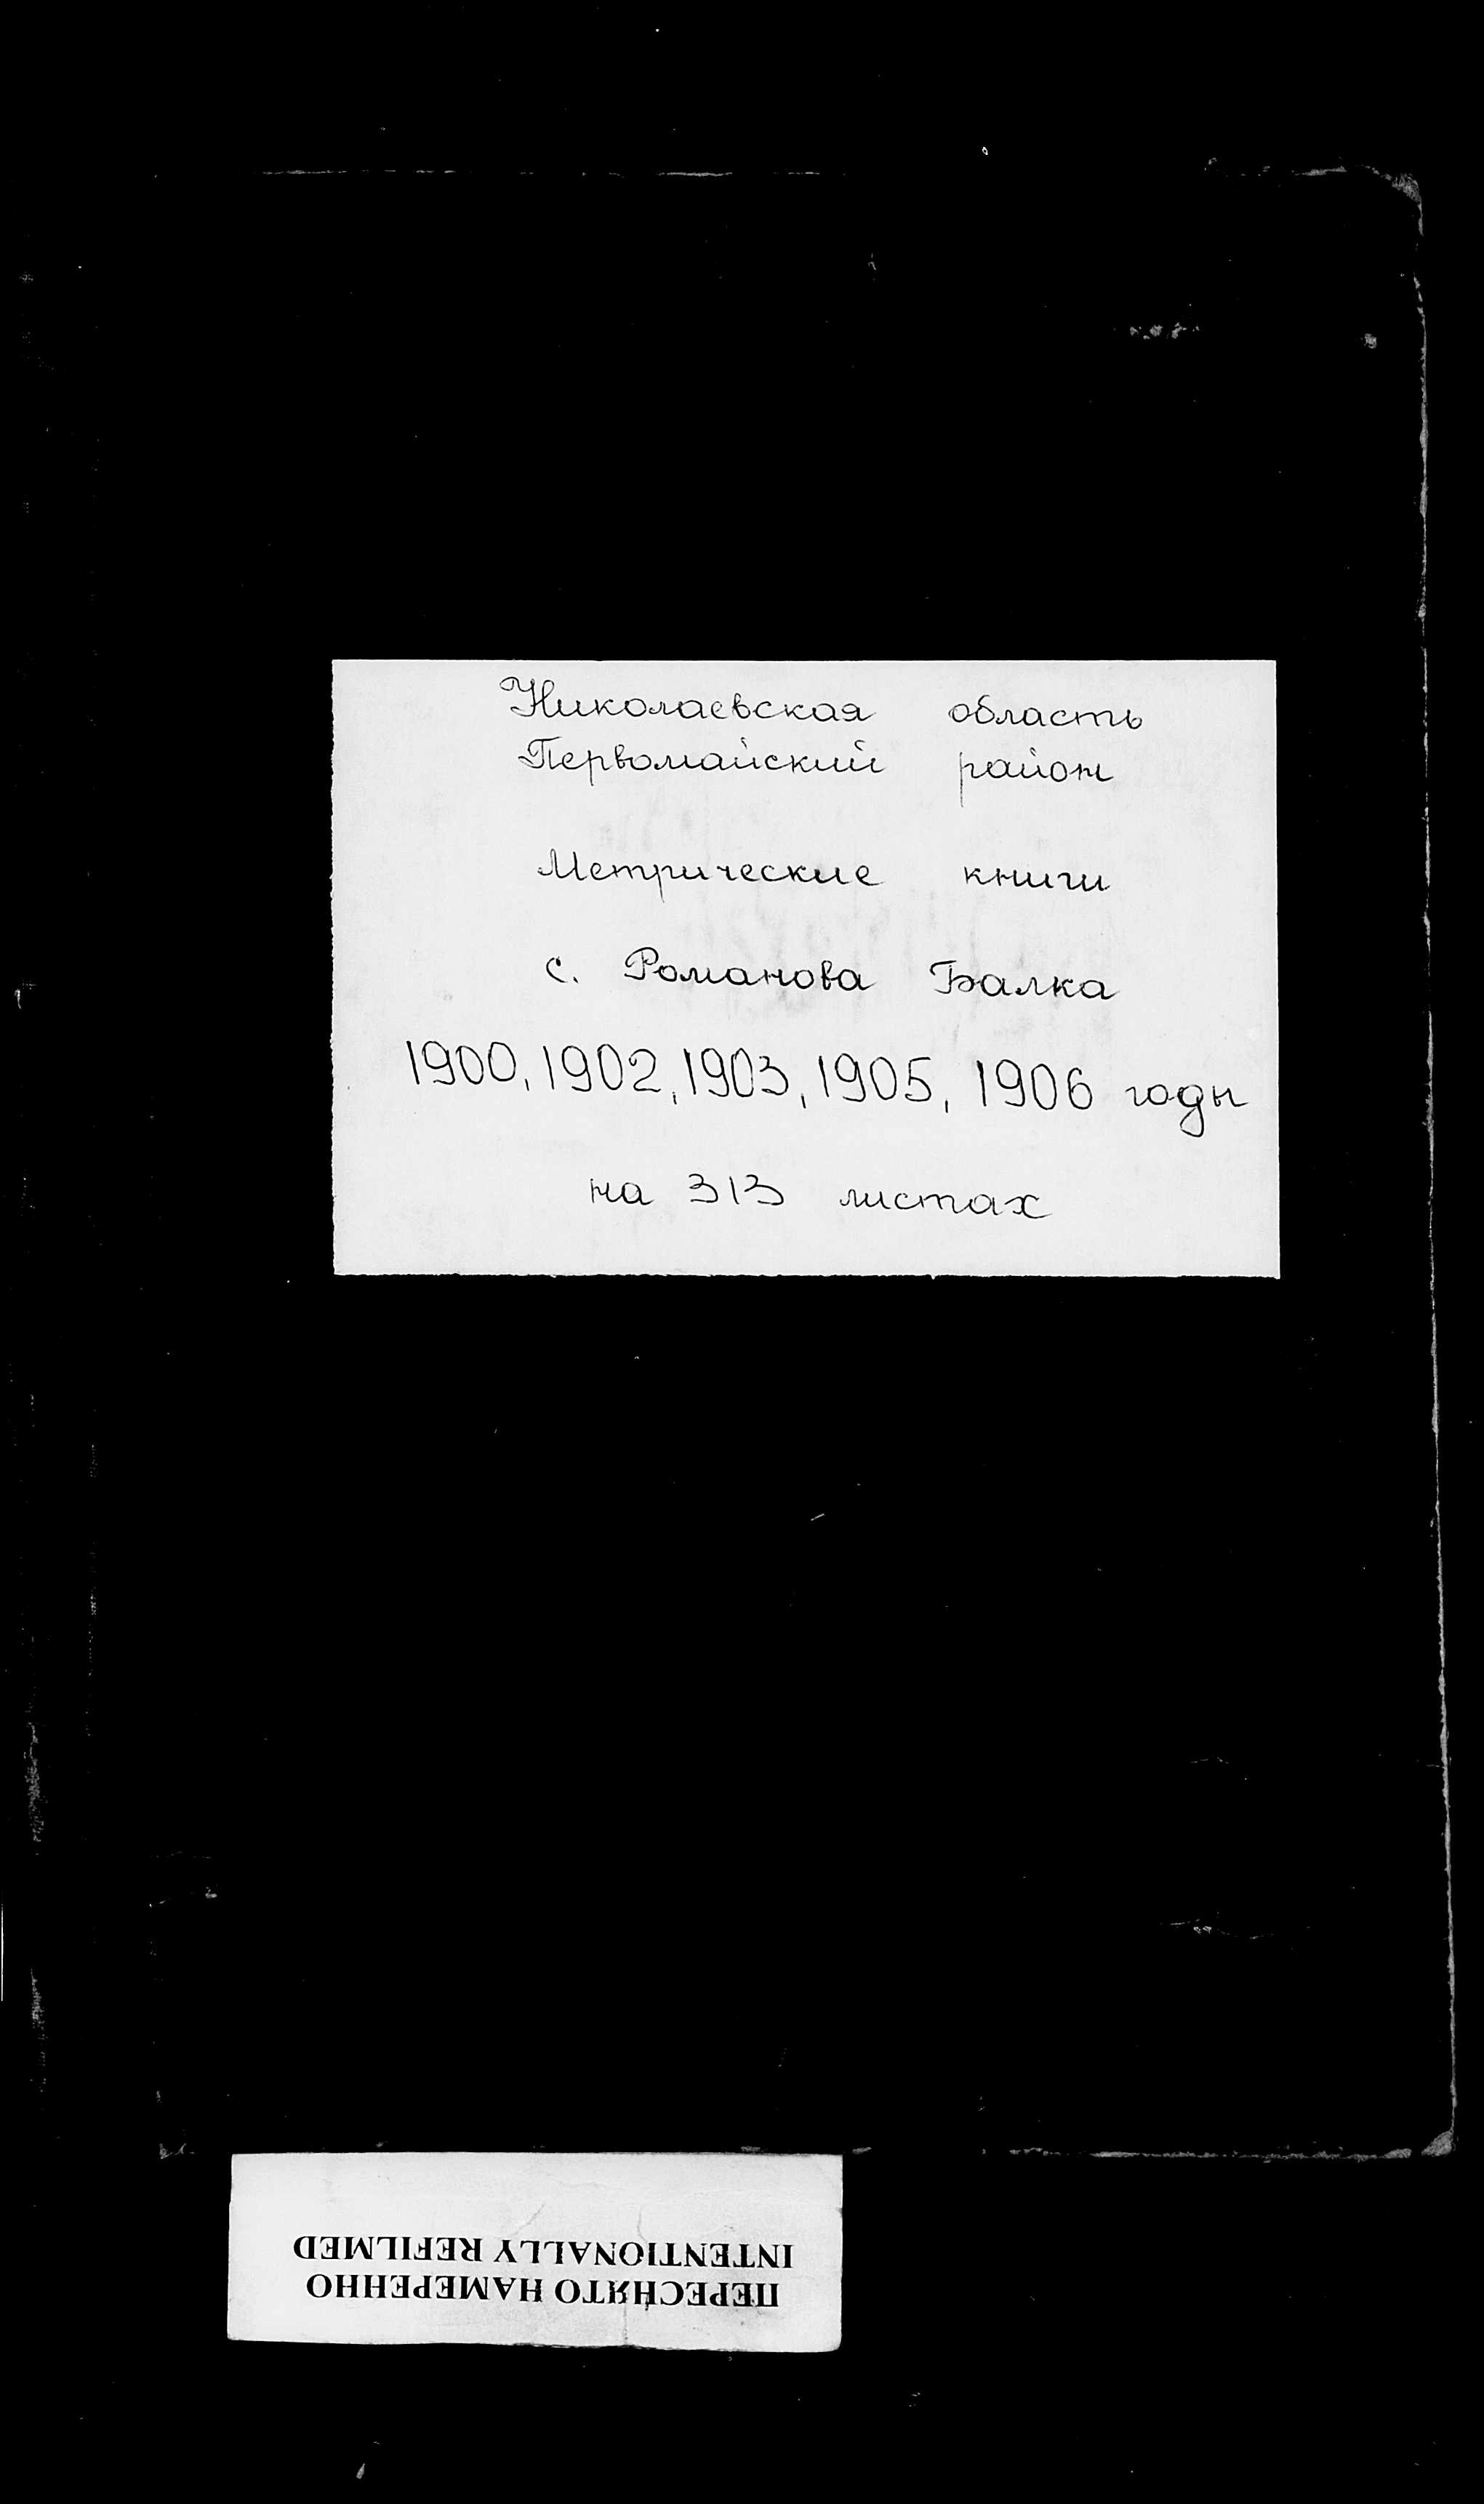 Николаевская область
Первомайский район
Метрические книги
с. Романова Балка
1900, 1902, 1903, 1905, 1906 годы
на 313 листах
ПЕРЕСНЯТО НАМЕРЕННО
INTENTIONALLY REFILMED